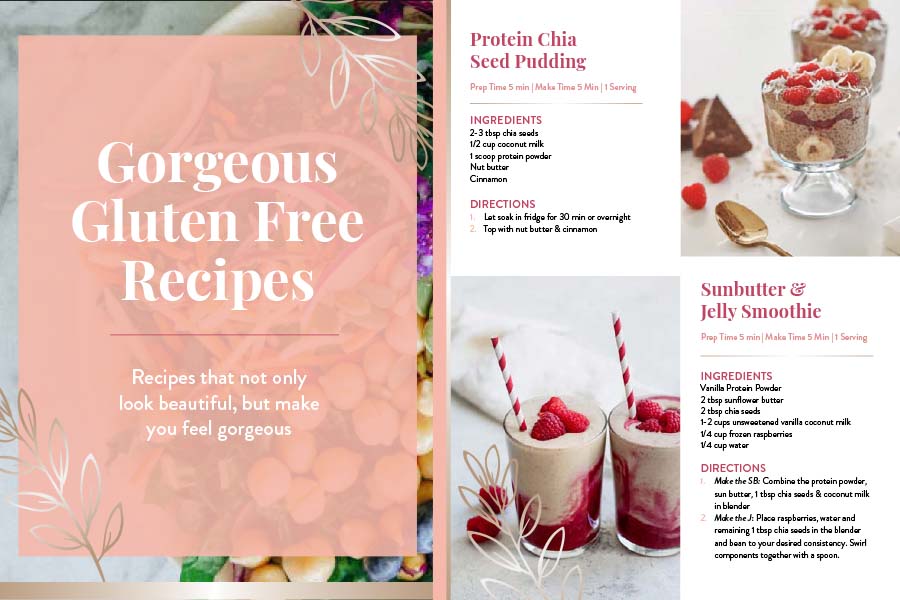 Gorgeous
Gluten Free
Recipes
Recipes that not only
look beautiful, but make
you feel gorgeous
Protein Chia
Seed Pudding
Prep Time 5 min | Make Time 5 Min | 1 Serving
INGREDIENTS
2-3 tbsp chia seeds
1/2 cup coconut milk
1 scoop protein powder
Nut butter
Cinnamon
DIRECTIONS
1. Let soak in fridge for 30 min or overnight
2. Top with nut butter & cinnamon
Sunbutter &
Jelly Smoothie
Prep Time 5 min | Make Time 5 Min | 1 Serving
INGREDIENTS
Vanilla Protein Powder
2 tbsp sunflower butter
2 tbsp chia seeds
1-2 cups unsweetened vanilla coconut milk
1/4 cup frozen raspberries
1/4 cup water
DIRECTIONS
1. Make the SB: Combine the protein powder,
sun butter, 1 tbsp chia seeds & coconut milk
in blender
2. Make the J: Place raspberries, water and
remaining 1 tbsp chia seeds in the blender
and bean to your desired consistency. Swirl
components together with a spoon.